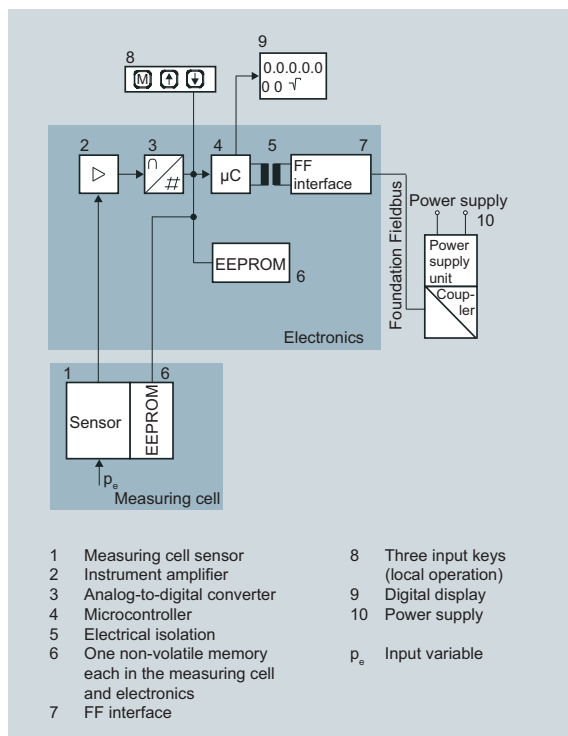 9
8
0.0.0.0.0
0 0 √
M ↑ ↓
2
3
4
5
7
∩
#
µC
FF
interface
Foundation Fieldbus
Power supply
10
Power
supply
unit
Coup-
ler
EEPROM
6
Electronics
1
6
Sensor
EEPROM
pe
Measuring cell
1 Measuring cell sensor
2 Instrument amplifier
3 Analog-to-digital converter
4 Microcontroller
5 Electrical isolation
6 One non-volatile memory
each in the measuring cell
and electronics
7 FF interface
8 Three input keys
(local operation)
9 Digital display
10 Power supply
pe Input variable